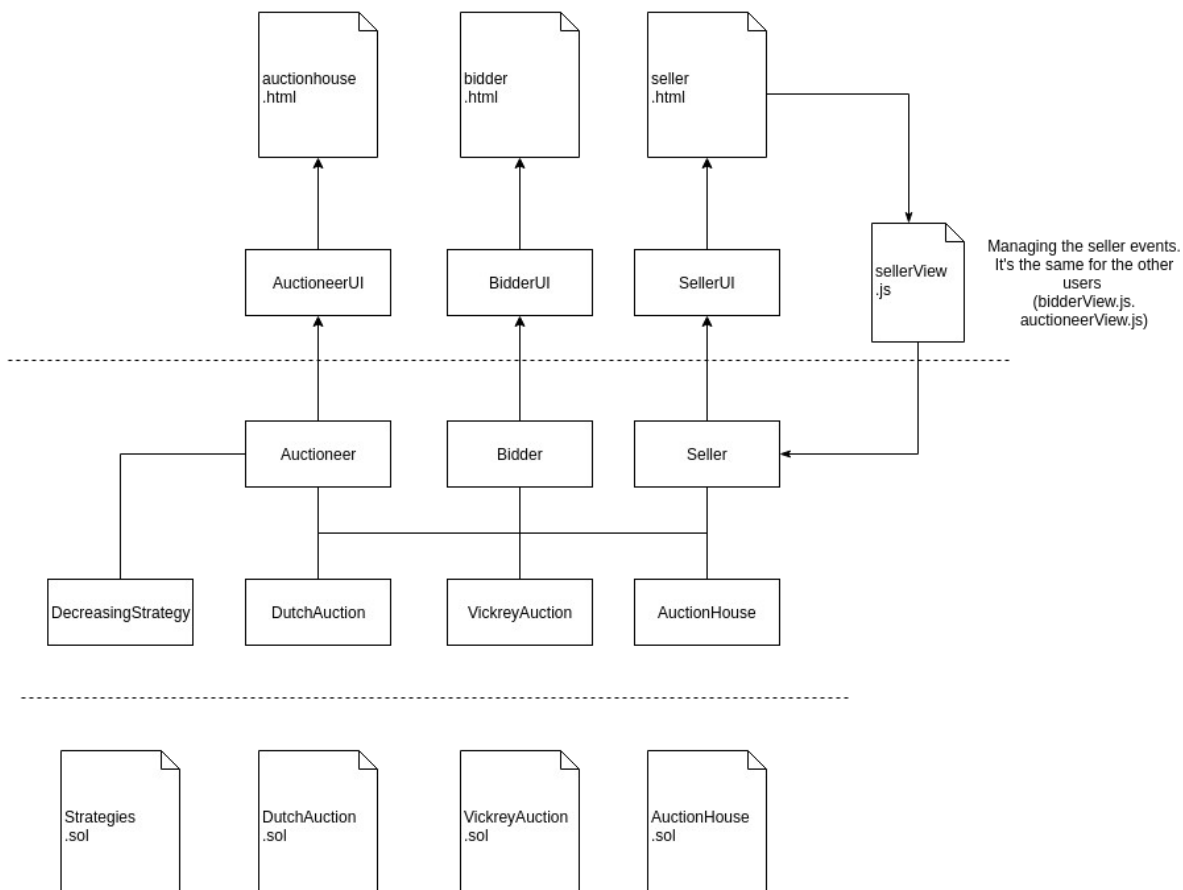 auctionhouse
.html
bidder
.html
seller
.html
sellerView
.js
Managing the seller events.
It's the same for the other
users
(bidderView.js.
auctioneerView.js)
AuctioneerUI
BidderUI
SellerUI
Auctioneer
Bidder
Seller
DecreasingStrategy
DutchAuction
VickreyAuction
AuctionHouse
Strategies
.sol
DutchAuction
.sol
VickreyAuction
.sol
AuctionHouse
.sol